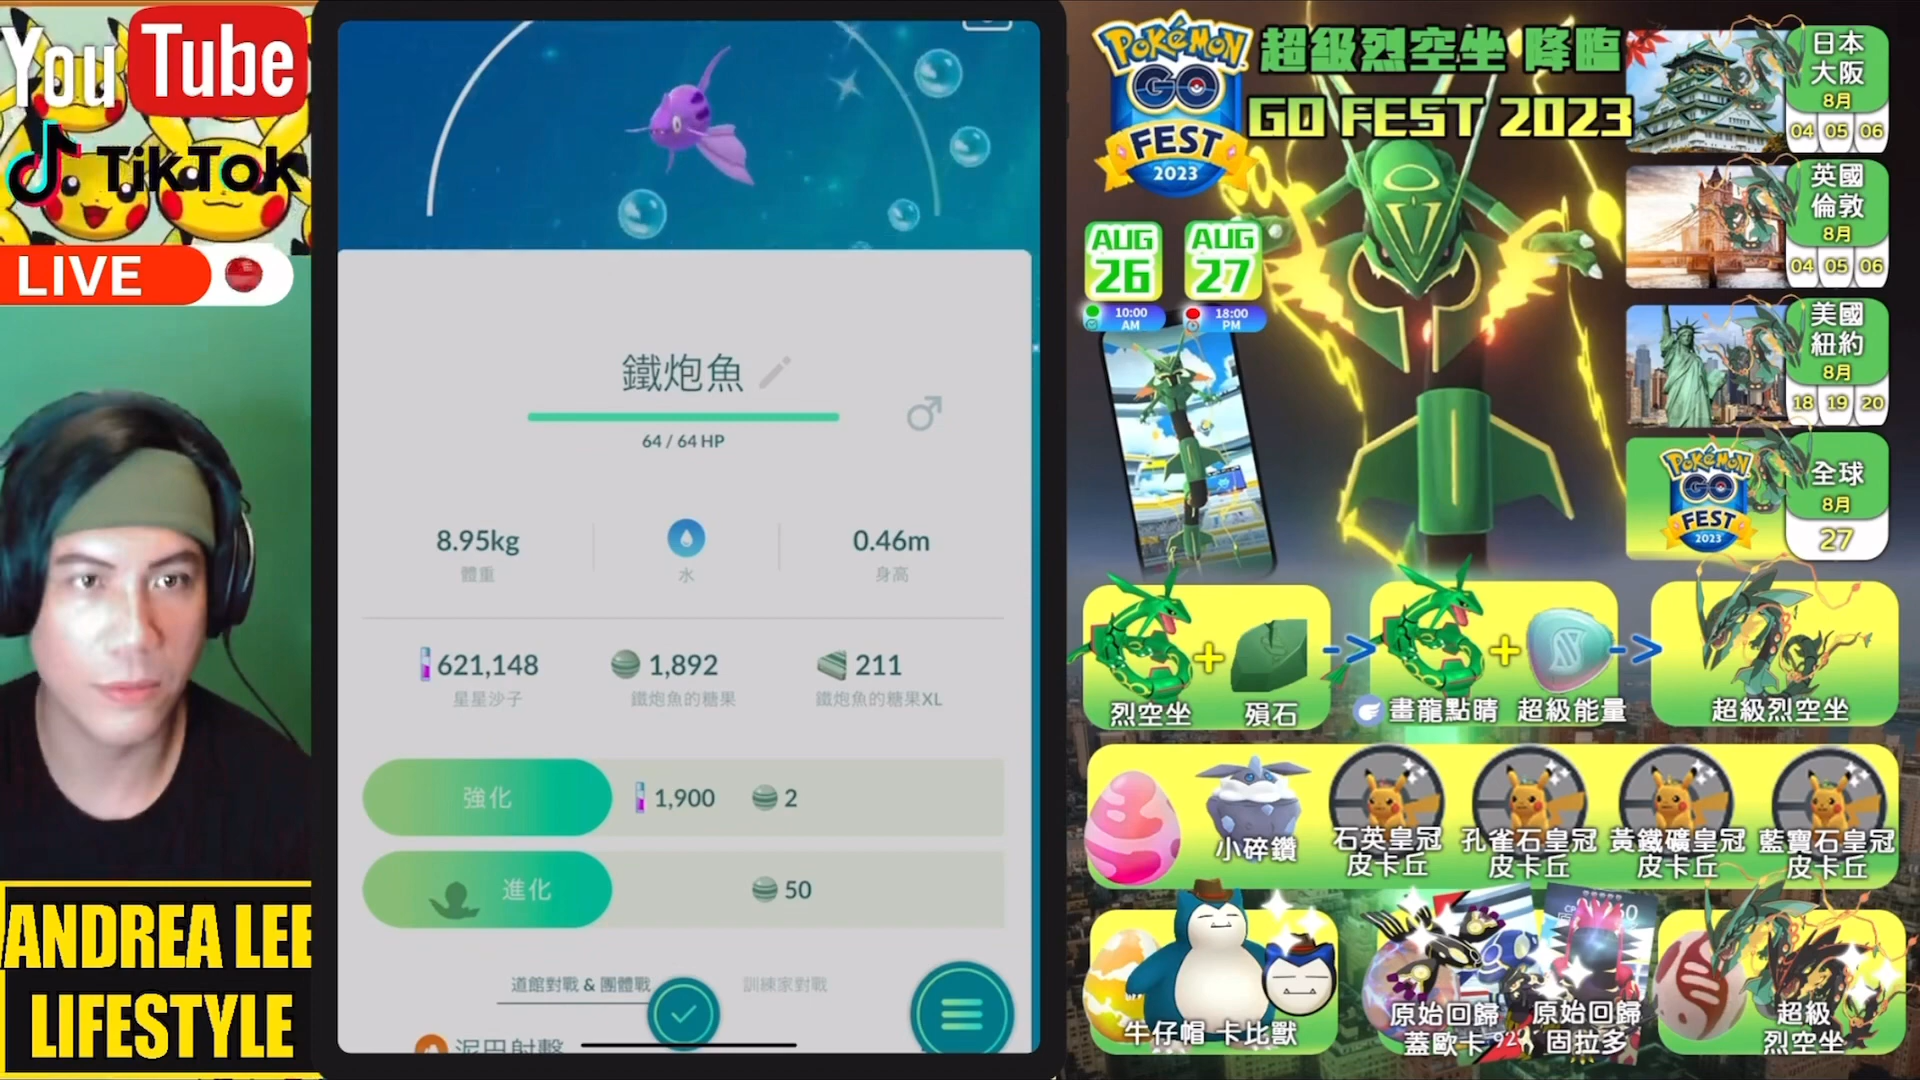 YouTube
TikTok
LIVE
ANDREA LEE
LIFESTYLE
鐵炮魚
64 / 64 HP
8.95kg
體重
水
0.46m
身高
621,148
星星沙子
1,892
鐵炮魚的糖果
211
鐵炮魚的糖果XL
強化
1,900
2
進化
50
道館對戰 & 團體戰
訓練家對戰
泥巴射擊
POKÉMON
GO
FEST
2023
超級烈空坐 降臨
GO FEST 2023
AUG
26
10:00
AM
AUG
27
18:00
PM
日本
大阪
8月
04 05 06
英國
倫敦
8月
04 05 06
美國
紐約
8月
18 19 20
POKÉMON
GO
FEST
2023
全球
8月
27
烈空坐
+
隕石
畫龍點睛
+
超級能量
超級烈空坐
小碎鑽
石英皇冠
皮卡丘
孔雀石皇冠
皮卡丘
黃鐵礦皇冠
皮卡丘
藍寶石皇冠
皮卡丘
牛仔帽 卡比獸
原始回歸
蓋歐卡
原始回歸
固拉多
超級
烈空坐